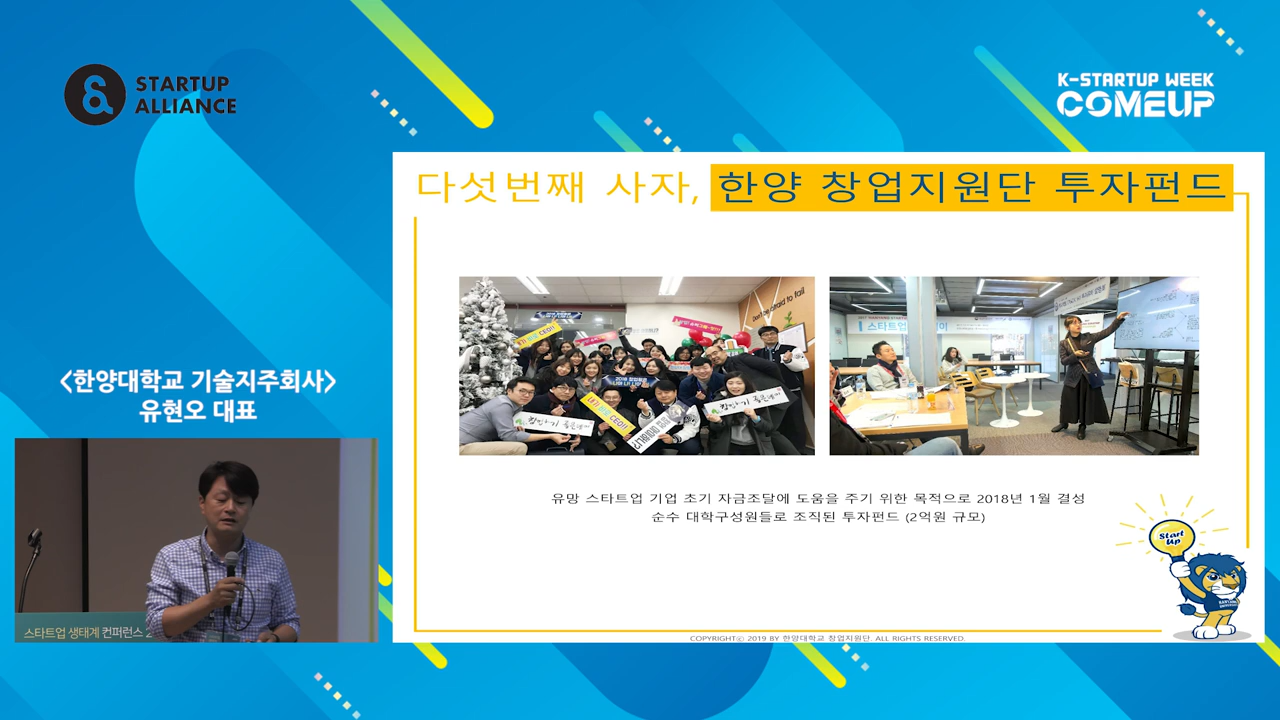 STARTUP
ALLIANCE
K-STARTUP WEEK
COMEUP
다섯번째 사자, 한양 창업지원단 투자펀드
<한양대학교 기술지주회사>
유현오 대표
유망 스타트업 기업 초기 자금조달에 도움을 주기 위한 목적으로 2018년 1월 결성
순수 대학구성원들로 조직된 투자펀드 (2억원 규모)
Start
Up
스타트업 생태계 컨퍼런스 2
COPYRIGHTⓒ 2019 BY 한양대학교 창업지원단. ALL RIGHTS RESERVED.